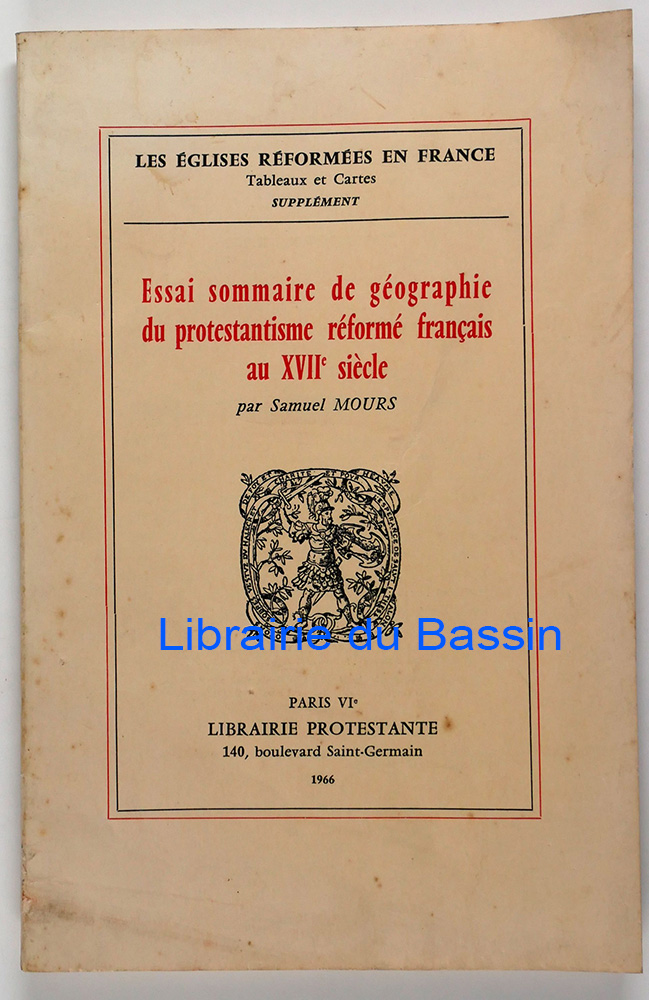 LES ÉGLISES RÉFORMÉES EN FRANCE
Tableaux et Cartes
SUPPLÉMENT
Essai sommaire de géographie
du protestantisme réformé français
au XVIIe siècle
par Samuel MOURS
CHARITÉ
Librairie du Bassin
PARIS VIe
LIBRAIRIE PROTESTANTE
140, boulevard Saint-Germain
1966